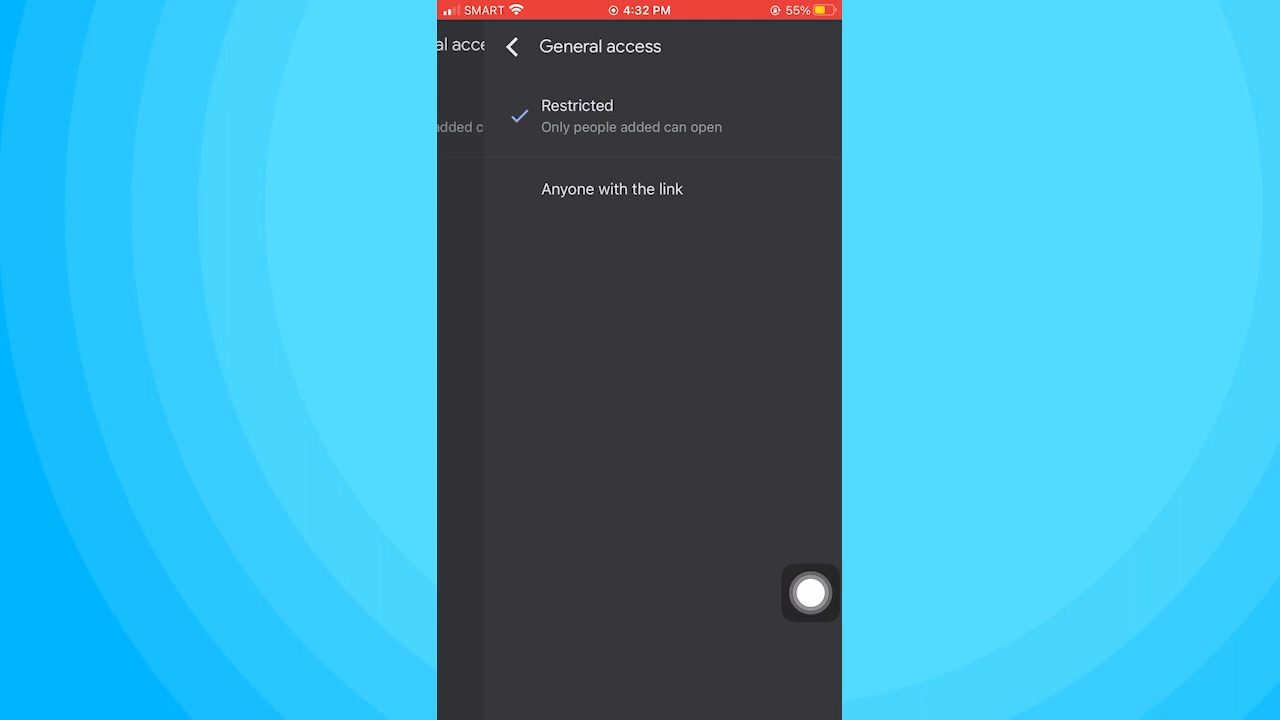 SMART 4:32 PM 55%
al acce General access
Restricted
added c Only people added can open
Anyone with the link